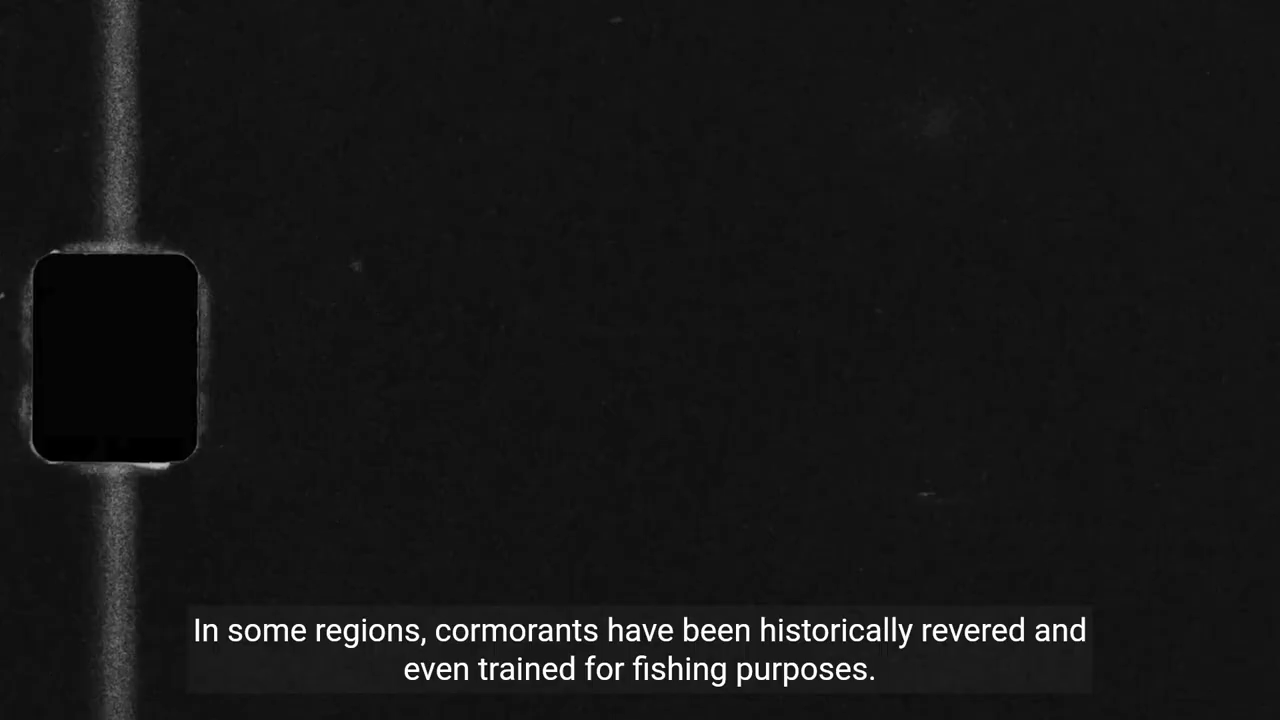 In some regions, cormorants have been historically revered and
even trained for fishing purposes.